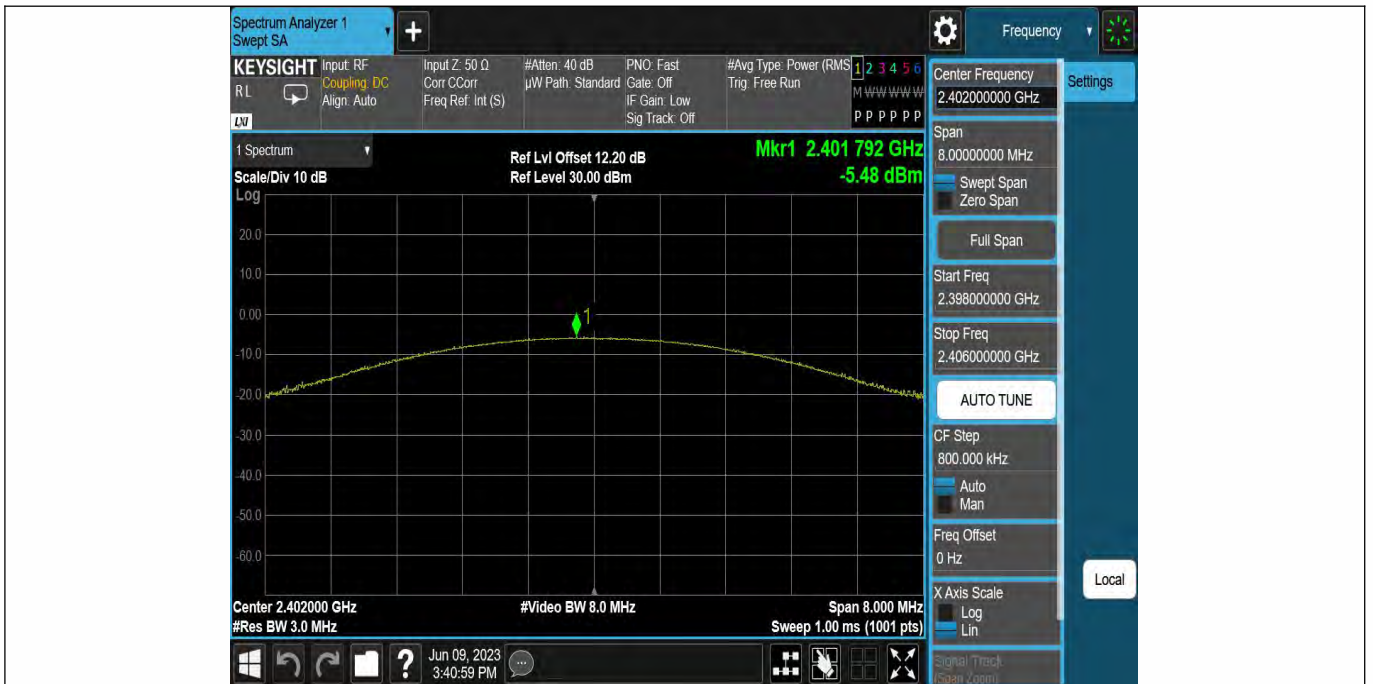 Spectrum Analyzer 1
Swept SA
+
Frequency
KEYSIGHT
RL
LXI
Input: RF
Coupling: DC
Align: Auto
Input Z: 50 Ω
Corr CCorr
Freq Ref: Int (S)
#Atten: 40 dB
µW Path: Standard
PNO: Fast
Gate: Off
IF Gain: Low
Sig Track: Off
#Avg Type: Power (RMS
Trig: Free Run
1 2 3 4 5 6
M W W W W W
P P P P P P
1 Spectrum
Scale/Div 10 dB
Ref Lvl Offset 12.20 dB
Ref Level 30.00 dBm
Mkr1 2.401 792 GHz
-5.48 dBm
Log
20.0
10.0
0.00
-10.0
-20.0
-30.0
-40.0
-50.0
-60.0
1
Center 2.402000 GHz
#Video BW 8.0 MHz
Span 8.000 MHz
#Res BW 3.0 MHz
Sweep 1.00 ms (1001 pts)
?
Jun 09, 2023
3:40:59 PM
Center Frequency
2.402000000 GHz
Settings
Span
8.00000000 MHz
Swept Span
Zero Span
Full Span
Start Freq
2.398000000 GHz
Stop Freq
2.406000000 GHz
AUTO TUNE
CF Step
800.000 kHz
Auto
Man
Freq Offset
0 Hz
X Axis Scale
Log
Lin
Signal Track
(Span Zoom)
Local